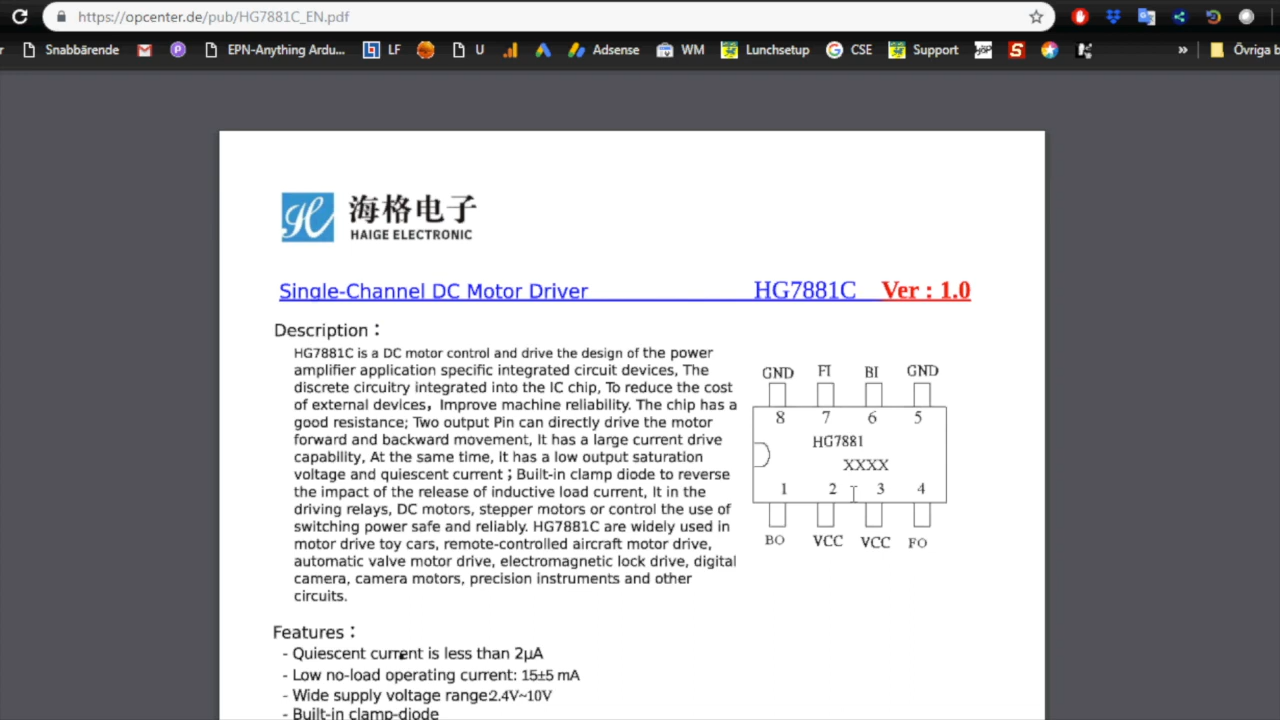 https://opcenter.de/pub/HG7881C_EN.pdf
r Snabbärende EPN-Anything Ardu... LF U Adsense WM Lunchsetup CSE Support » Övriga b
海格电子
HAIGE ELECTRONIC
Single-Channel DC Motor Driver HG7881C Ver : 1.0
Description：
HG7881C is a DC motor control and drive the design of the power
amplifier application specific integrated circuit devices, The
discrete circuitry integrated into the IC chip, To reduce the cost
of external devices，Improve machine reliability. The chip has a
good resistance; Two output Pin can directly drive the motor
forward and backward movement, It has a large current drive
capability, At the same time, it has a low output saturation
voltage and quiescent current；Built-in clamp diode to reverse
the impact of the release of inductive load current, It in the
driving relays, DC motors, stepper motors or control the use of
switching power safe and reliably. HG7881C are widely used in
motor drive toy cars, remote-controlled aircraft motor drive,
automatic valve motor drive, electromagnetic lock drive, digital
camera, camera motors, precision instruments and other
circuits.
GND FI BI GND
8 7 6 5
HG7881
XXXX
1 2 3 4
BO VCC VCC FO
Features：
- Quiescent current is less than 2μA
- Low no-load operating current: 15±5 mA
- Wide supply voltage range2.4V~10V
- Built-in clamp-diode